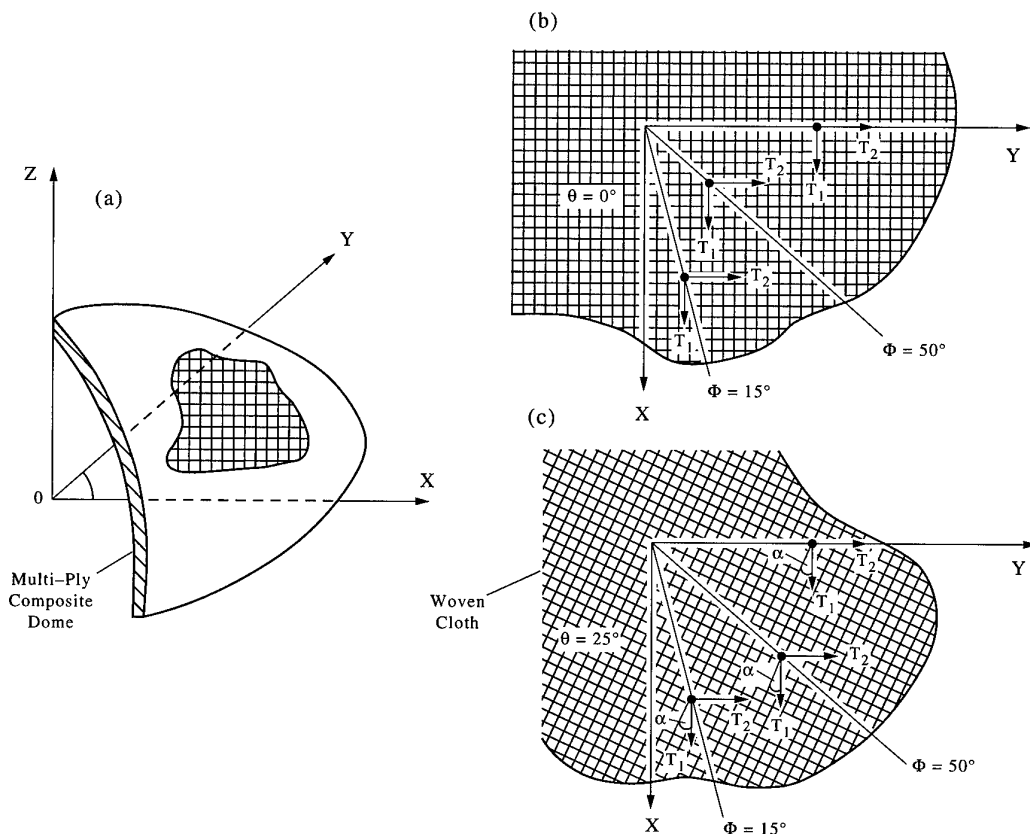 (a)
Z
Y
X
0
Multi–Ply
Composite
Dome
(b)
θ = 0°
T₂
T₁
T₂
T₁
T₂
T₁
Y
X
Φ = 50°
Φ = 15°
(c)
Woven
Cloth
θ = 25°
α
T₂
T₁
α
T₂
T₁
α
T₂
T₁
Y
X
Φ = 50°
Φ = 15°